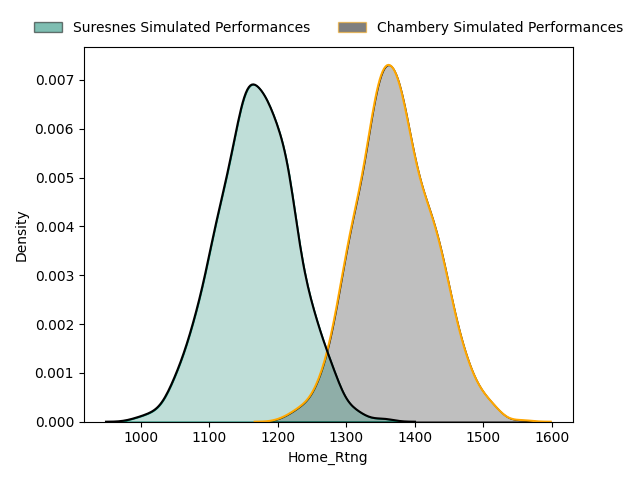 Suresnes Simulated Performances Chambery Simulated Performances
0.007
0.006
0.005
0.004
0.003
0.002
0.001
0.000
Density
1000 1100 1200 1300 1400 1500 1600
Home_Rtng